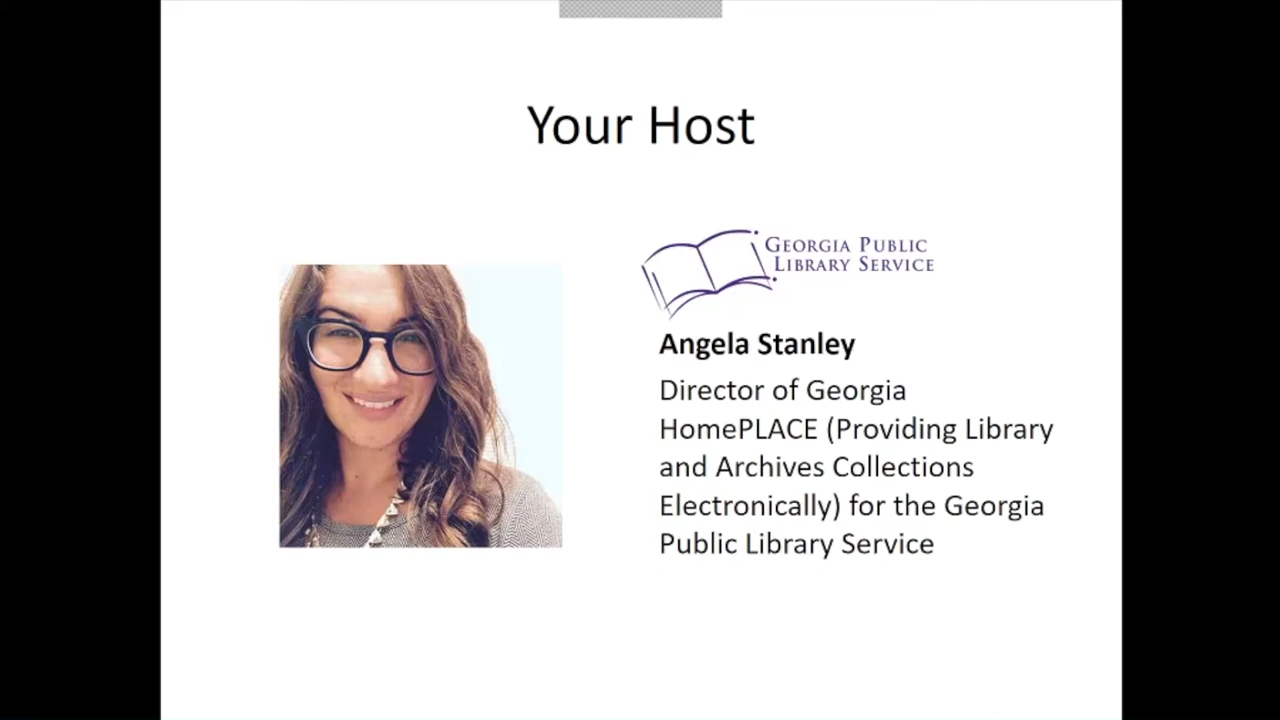 Your Host
GEORGIA PUBLIC
LIBRARY SERVICE
Angela Stanley
Director of Georgia
HomePLACE (Providing Library
and Archives Collections
Electronically) for the Georgia
Public Library Service